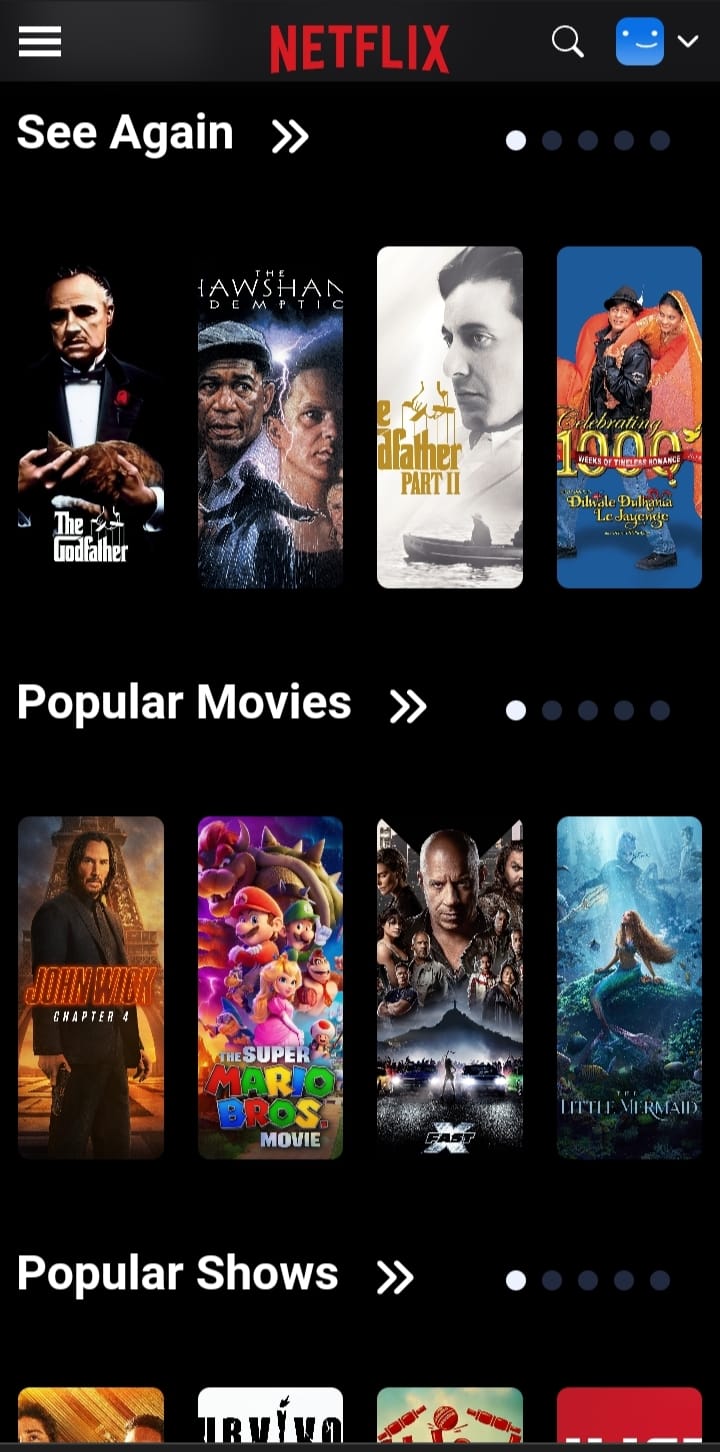 NETFLIX
See Again
The
Godfather
THE
HAWSHAN
DEMPTIO
e
dfather
PART II
Celebrating
1000
WEEKS OF TIMELESS ROMANCE
Dilwale Dulhania
Le Jayenge
Popular Movies
JOHN WICK
CHAPTER 4
THE SUPER
MARIO
BROS.
MOVIE
FAST X
THE
LITTLE MERMAID
Popular Shows
URVIVO